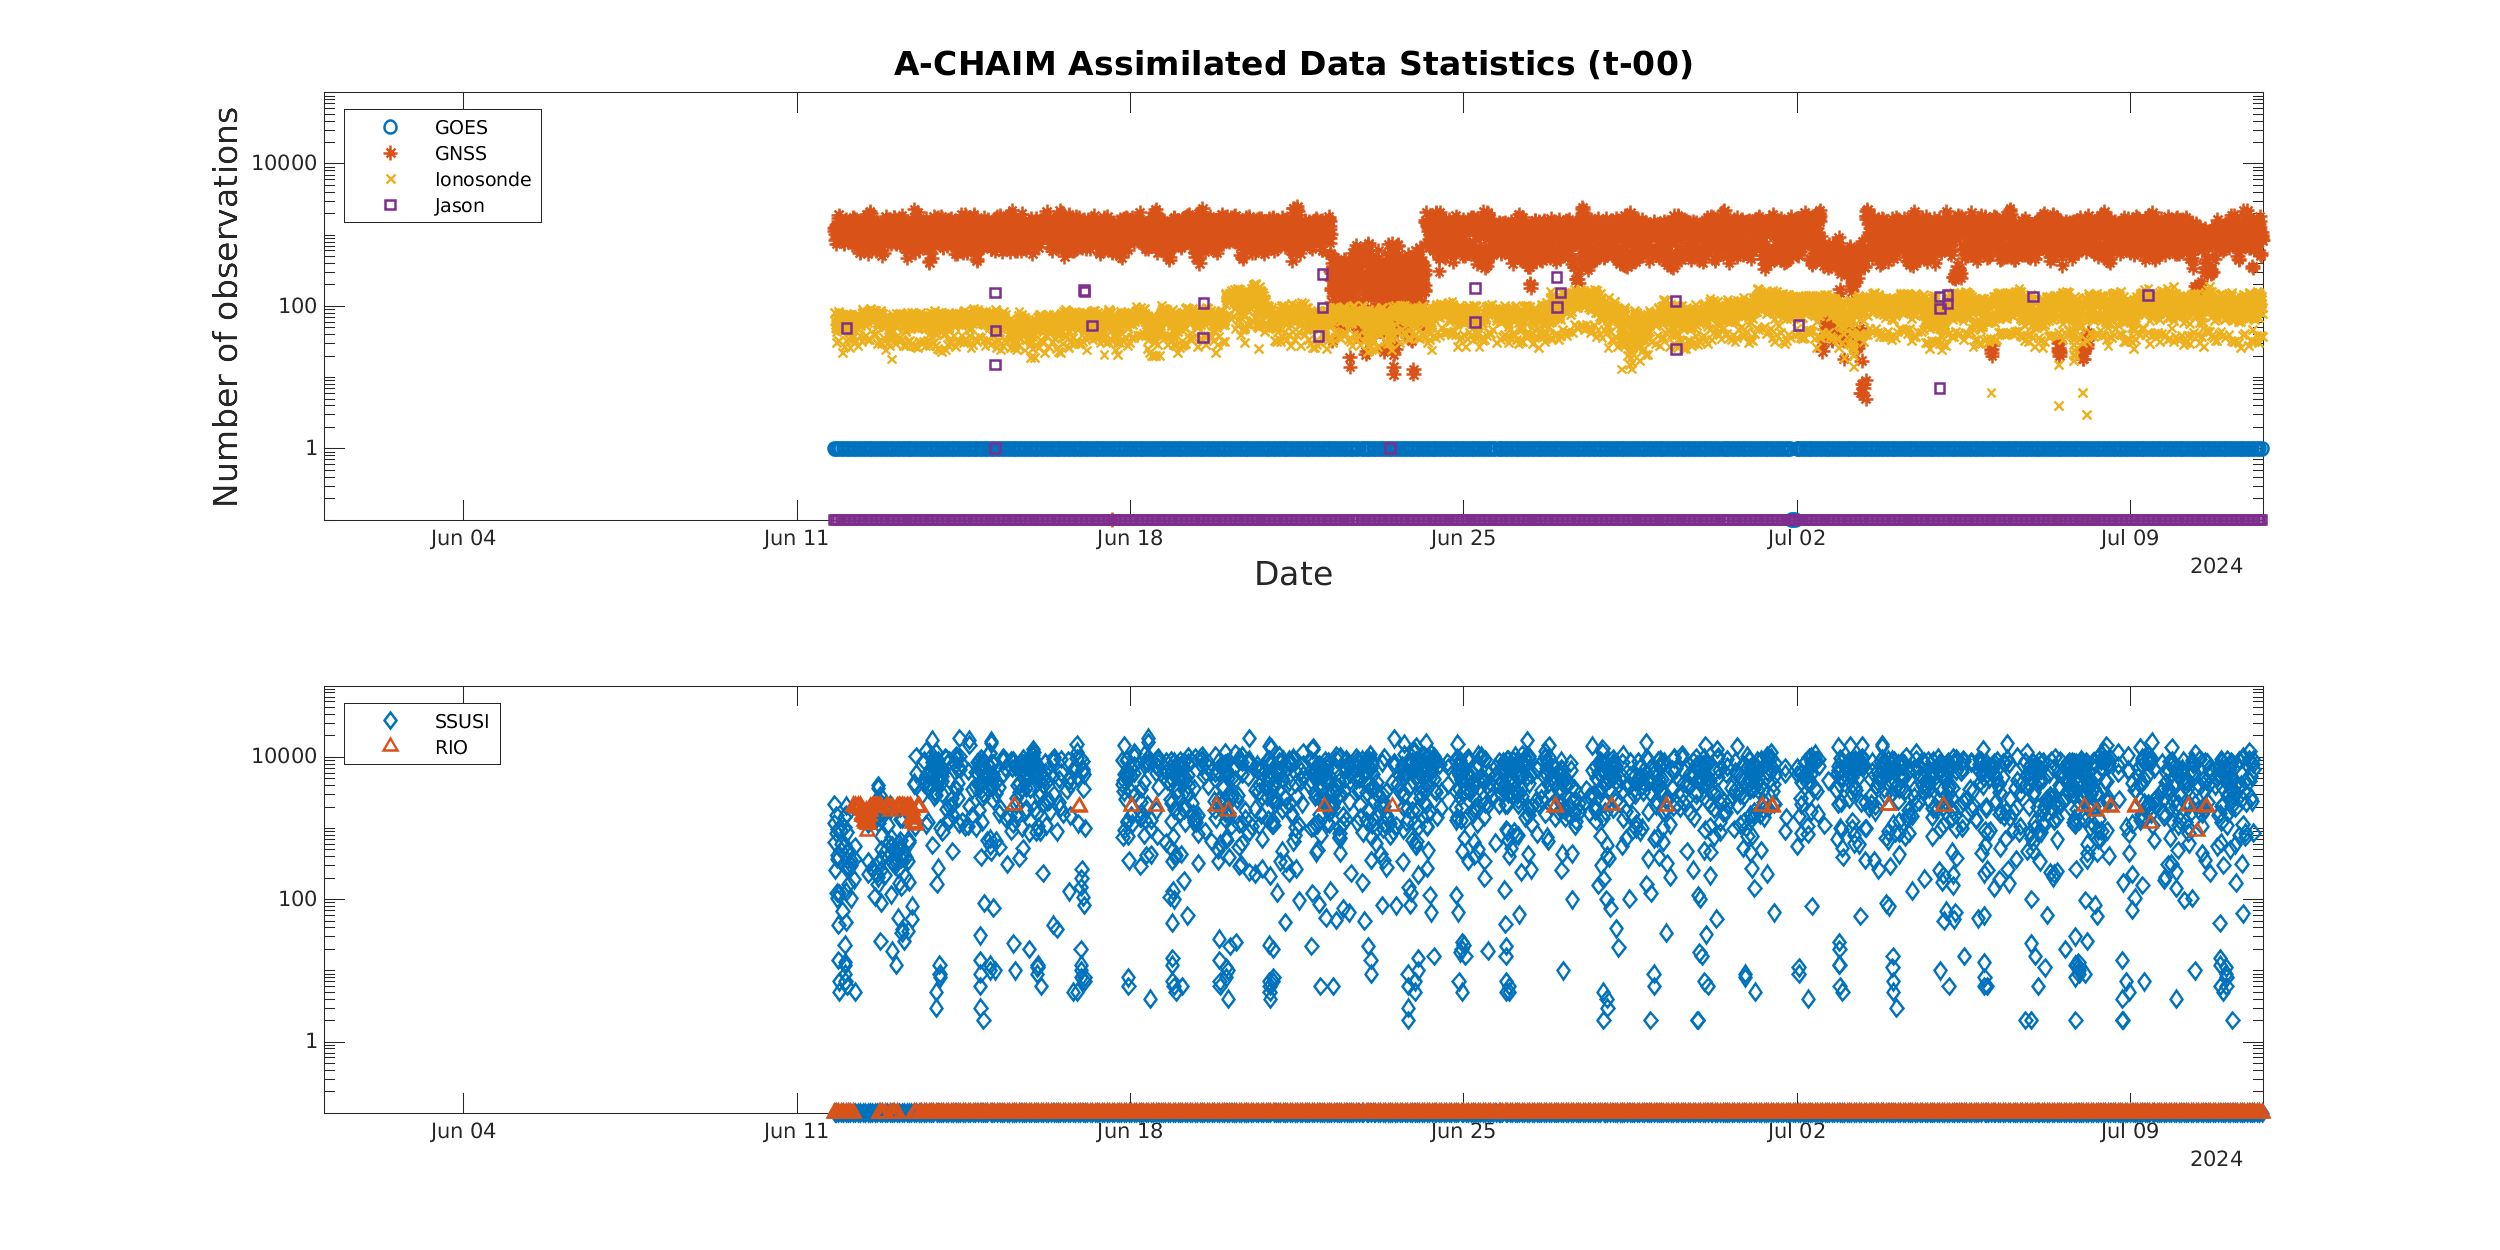 A-CHAIM Assimilated Data Statistics (t-00)
Number of observations
10000
100
1
GOES
GNSS
Ionosonde
Jason
Jun 04
Jun 11
Jun 18
Jun 25
Jul 02
Jul 09
2024
Date
10000
100
1
SSUSI
RIO
Jun 04
Jun 11
Jun 18
Jun 25
Jul 02
Jul 09
2024